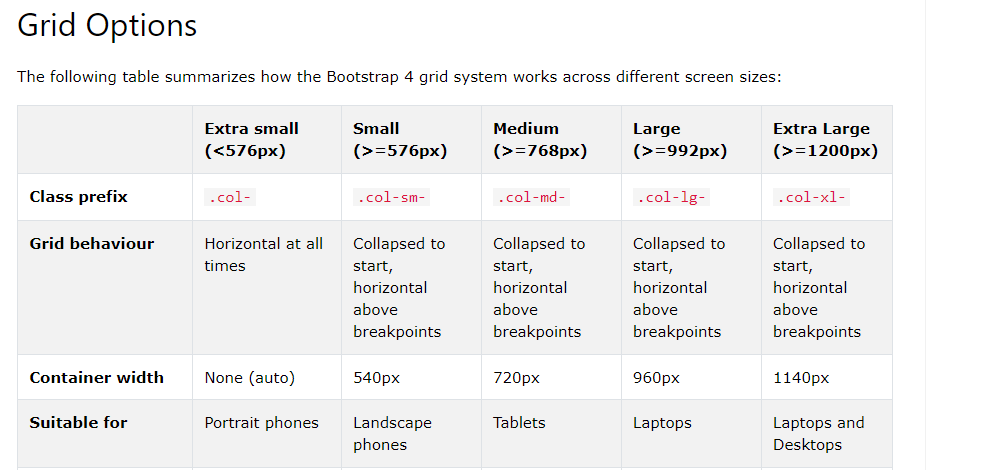 Grid Options
The following table summarizes how the Bootstrap 4 grid system works across different screen sizes:
Extra small Small Medium Large Extra Large
(<576px) (>=576px) (>=768px) (>=992px) (>=1200px)
Class prefix .col- .col-sm- .col-md- .col-lg- .col-xl-
Grid behaviour Horizontal at all Collapsed to Collapsed to Collapsed to Collapsed to
times start, start, start, start,
horizontal horizontal horizontal horizontal
above above above above
breakpoints breakpoints breakpoints breakpoints
Container width None (auto) 540px 720px 960px 1140px
Suitable for Portrait phones Landscape Tablets Laptops Laptops and
phones Desktops